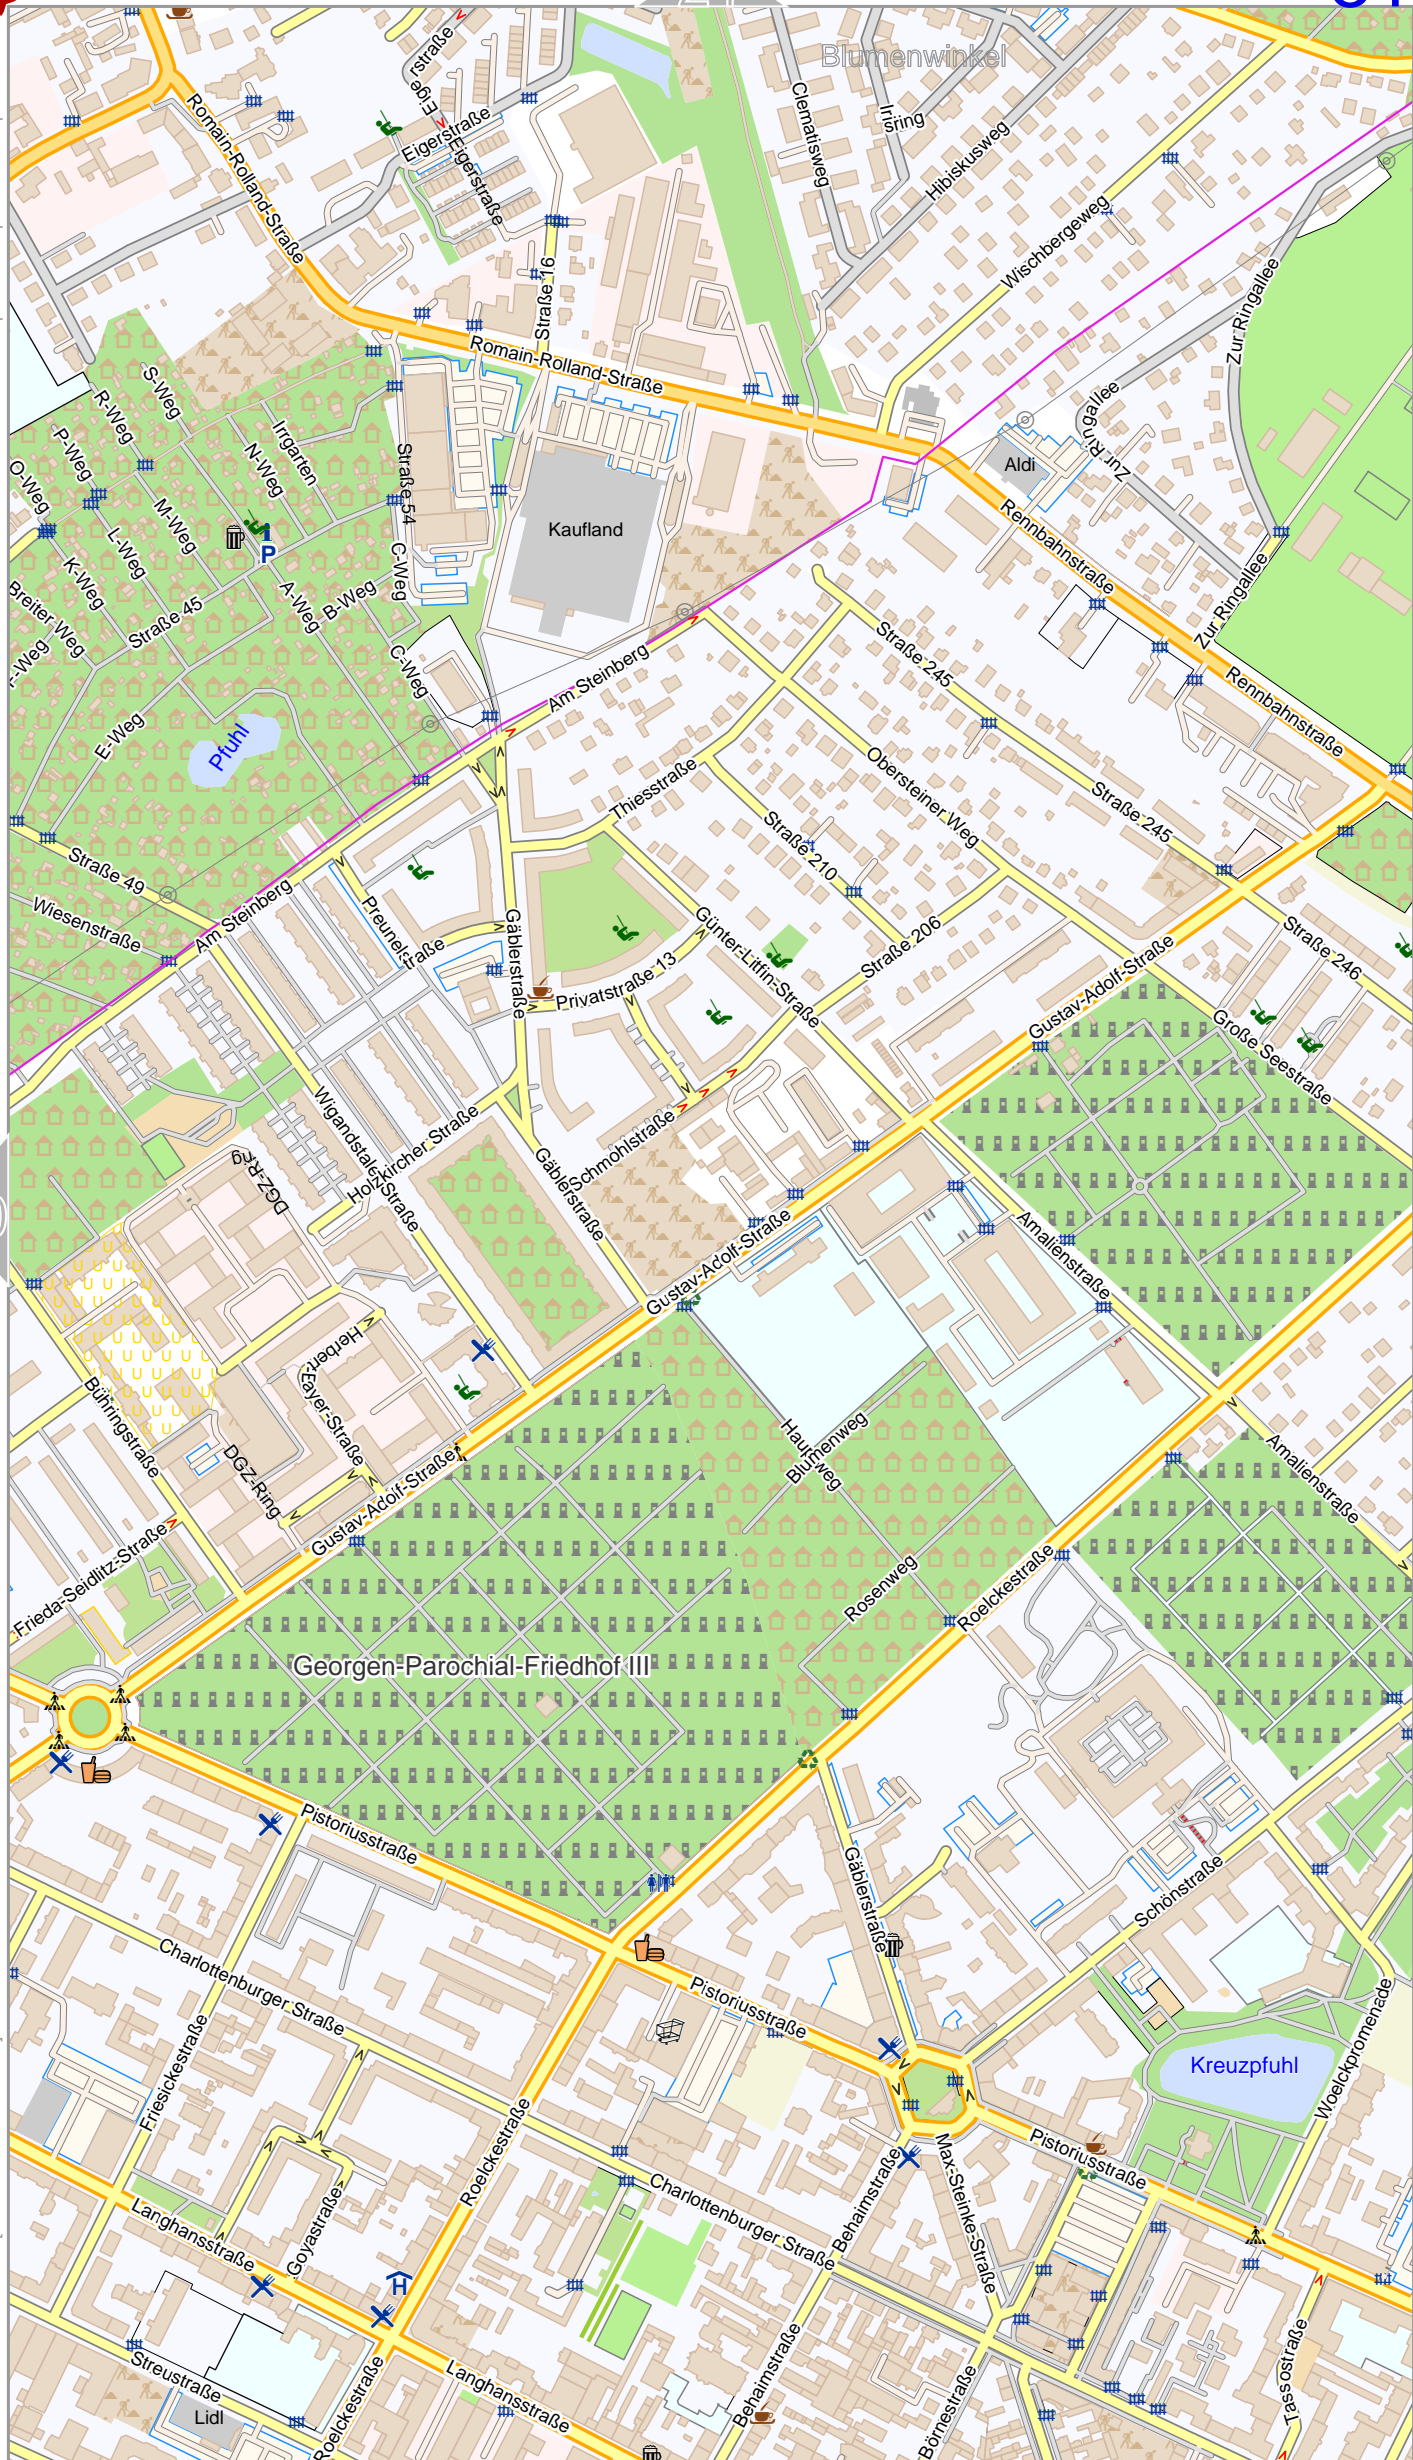 Blumenwinkel
Romain-Rolland-Straße
Eigerstraße
Eigerstraße
Clematisweg
Irisring
Hibiskusweg
Wischbergeweg
Zur Ringallee
Straße 16
Romain-Rolland-Straße
S-Weg
R-Weg
P-Weg
O-Weg
Irrgarten
N-Weg
M-Weg
L-Weg
K-Weg
Straße 54
C-Weg
Kaufland
Aldi
Zur Ringallee
Rennbahnstraße
Zur Ringallee
P
A-Weg
B-Weg
Straße 45
Breiter Weg
C-Weg
E-Weg
Pfuhl
Am Steinberg
Straße 245
Rennbahnstraße
Obersteiner Weg
Straße 245
Thiesstraße
Straße 210
Straße 49
Wiesenstraße
Am Steinberg
Preunelstraße
Gäblerstraße
Günter-Litfin-Straße
Straße 206
Straße 246
Privatstraße 13
Gustav-Adolf-Straße
Große Seestraße
Wigandstaler Straße
Holzkircher Straße
Schmohlstraße
Gäblerstraße
DGZ-Ring
Amalienstraße
Gustav-Adolf-Straße
Herbert-Bayer-Straße
Bühringstraße
DGZ-Ring
Hauptweg
Blumenweg
Amalienstraße
Gustav-Adolf-Straße
Frieda-Seidlitz-Straße
Rosenweg
Roelckestraße
Georgen-Parochial-Friedhof III
Pistoriusstraße
Gäblerstraße
Schönstraße
Charlottenburger Straße
Pistoriusstraße
Friesickestraße
Kreuzpfuhl
Woelckpromenade
Roelckestraße
Pistoriusstraße
Max-Steinke-Straße
Behaimstraße
Charlottenburger Straße
Langhansstraße
Goyastraße
H
Streustraße
Lidl
Roelckestraße
Langhansstraße
Behaimstraße
Börnestraße
Tassostraße